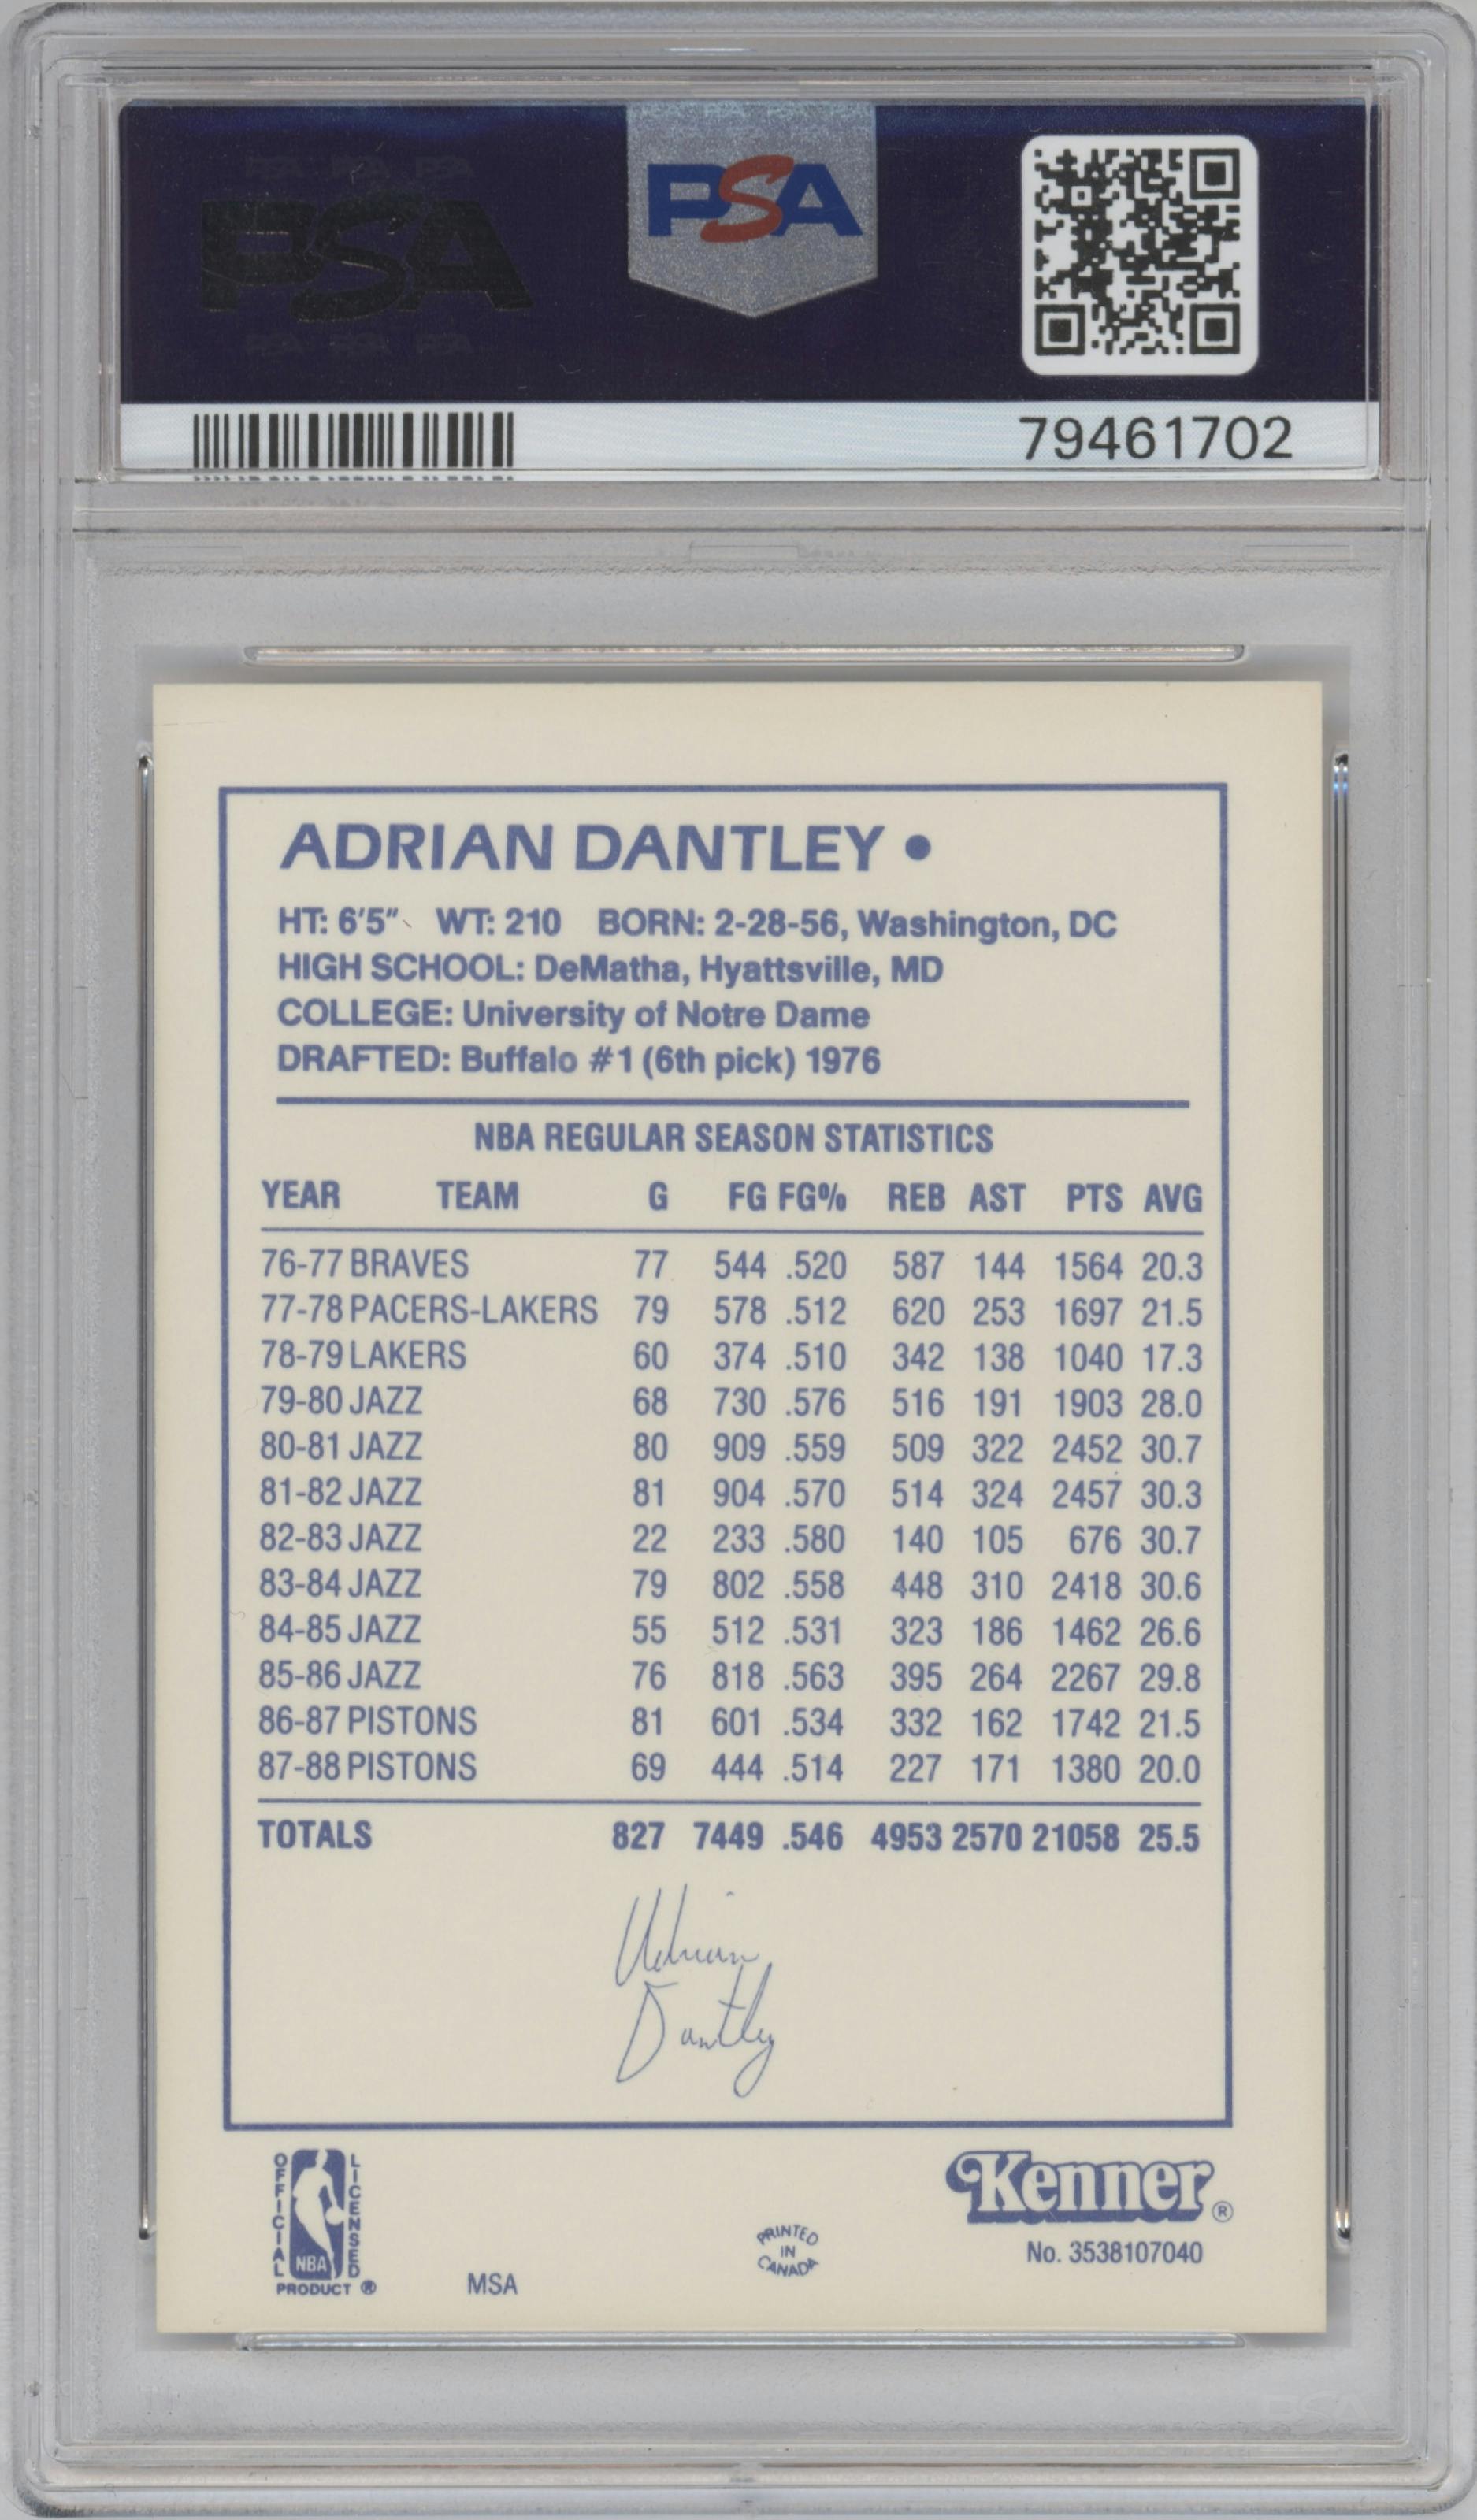 PSA
PSA
79461702
ADRIAN DANTLEY •
HT: 6'5" WT: 210 BORN: 2-28-56, Washington, DC
HIGH SCHOOL: DeMatha, Hyattsville, MD
COLLEGE: University of Notre Dame
DRAFTED: Buffalo #1 (6th pick) 1976
NBA REGULAR SEASON STATISTICS
YEAR TEAM G FG FG% REB AST PTS AVG
76-77 BRAVES 77 544 .520 587 144 1564 20.3
77-78 PACERS-LAKERS 79 578 .512 620 253 1697 21.5
78-79 LAKERS 60 374 .510 342 138 1040 17.3
79-80 JAZZ 68 730 .576 516 191 1903 28.0
80-81 JAZZ 80 909 .559 509 322 2452 30.7
81-82 JAZZ 81 904 .570 514 324 2457 30.3
82-83 JAZZ 22 233 .580 140 105 676 30.7
83-84 JAZZ 79 802 .558 448 310 2418 30.6
84-85 JAZZ 55 512 .531 323 186 1462 26.6
85-86 JAZZ 76 818 .563 395 264 2267 29.8
86-87 PISTONS 81 601 .534 332 162 1742 21.5
87-88 PISTONS 69 444 .514 227 171 1380 20.0
TOTALS 827 7449 .546 4953 2570 21058 25.5
Adrian
Dantley
OFFICIAL LICENSED
NBA
PRODUCT ®
MSA
PRINTED
IN
CANADA
Kenner ®
No. 3538107040